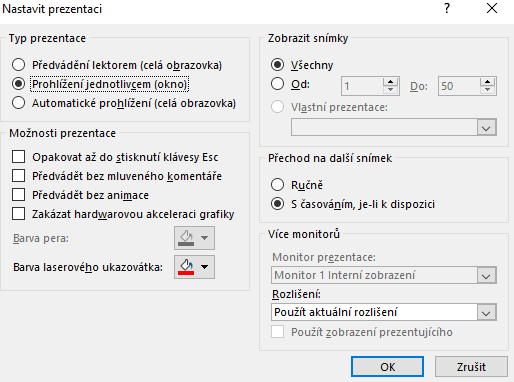 Nastavit prezentaci
Typ prezentace
Předvádění lektorem (celá obrazovka)
Prohlížení jednotlivcem (okno)
Automatické prohlížení (celá obrazovka)
Možnosti prezentace
Opakovat až do stisknutí klávesy Esc
Předvádět bez mluveného komentáře
Předvádět bez animace
Zakázat hardwarovou akceleraci grafiky
Barva pera:
Barva laserového ukazovátka:
Zobrazit snímky
Všechny
Od: 1 Do: 50
Vlastní prezentace:
Přechod na další snímek
Ručně
S časováním, je-li k dispozici
Více monitorů
Monitor prezentace:
Monitor 1 Interní zobrazení
Rozlišení:
Použít aktuální rozlišení
Použít zobrazení prezentujícího
OK Zrušit